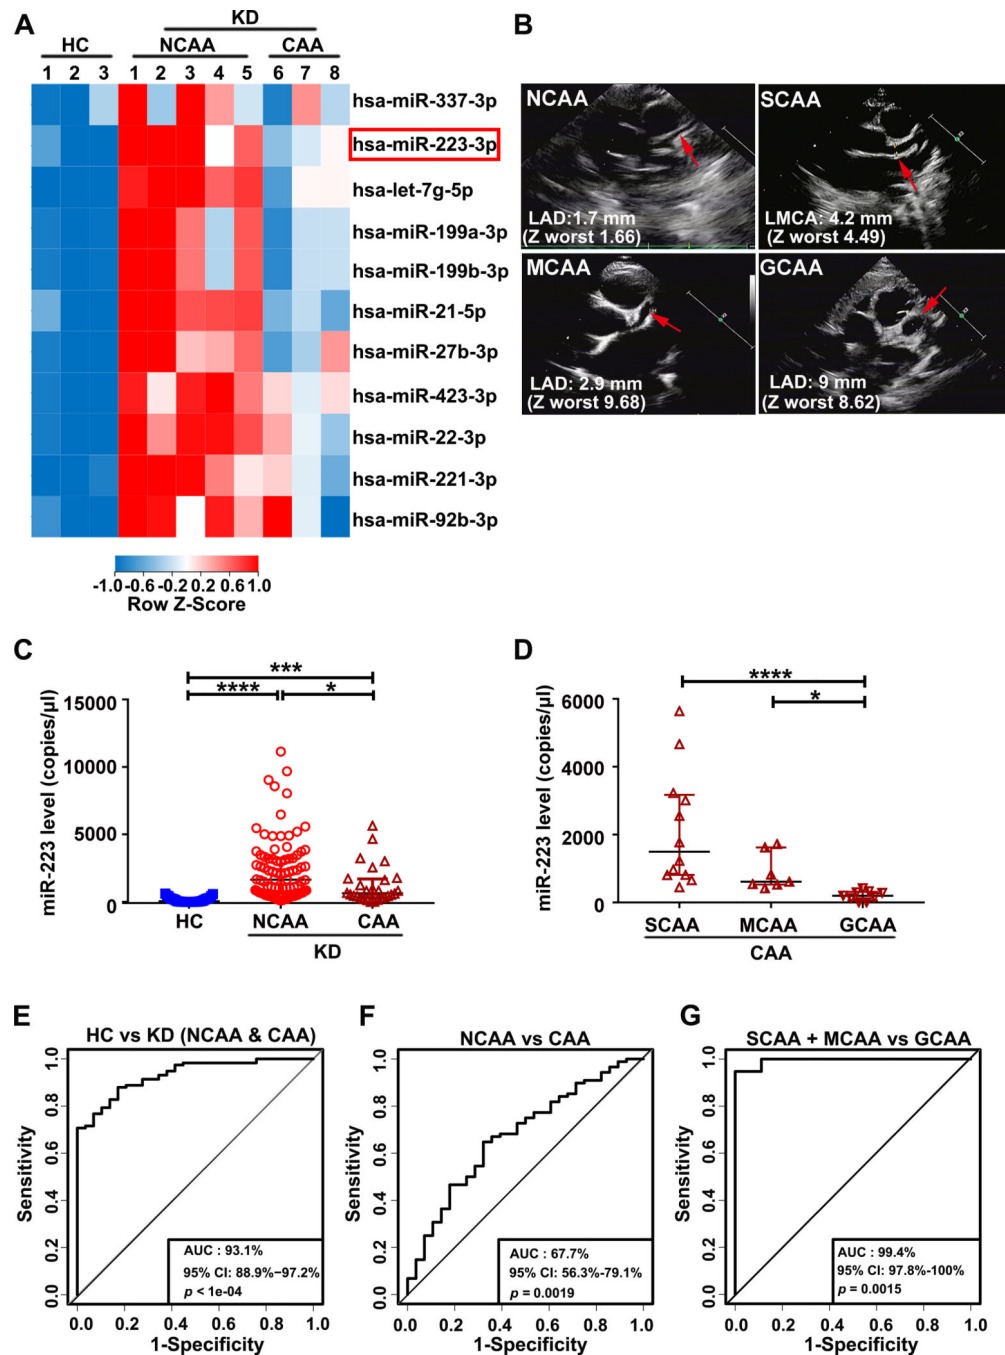 A
KD
HC NCAA CAA
1 2 3 1 2 3 4 5 6 7 8
hsa-miR-337-3p
hsa-miR-223-3p
hsa-let-7g-5p
hsa-miR-199a-3p
hsa-miR-199b-3p
hsa-miR-21-5p
hsa-miR-27b-3p
hsa-miR-423-3p
hsa-miR-22-3p
hsa-miR-221-3p
hsa-miR-92b-3p
-1.0 -0.6 -0.2 0.2 0.6 1.0
Row Z-Score
B
NCAA
LAD:1.7 mm
(Z worst 1.66)
SCAA
LMCA: 4.2 mm
(Z worst 4.49)
MCAA
LAD: 2.9 mm
(Z worst 9.68)
GCAA
LAD: 9 mm
(Z worst 8.62)
C
***
**** *
miR-223 level (copies/μl)
15000
10000
5000
0
HC NCAA CAA
KD
D
****
*
miR-223 level (copies/μl)
6000
4000
2000
0
SCAA MCAA GCAA
CAA
E
HC vs KD (NCAA & CAA)
Sensitivity
1.0
0.8
0.6
0.4
0.2
0.0
AUC : 93.1%
95% CI: 88.9%−97.2%
p < 1e-04
0.0 0.2 0.4 0.6 0.8 1.0
1-Specificity
F
NCAA vs CAA
Sensitivity
1.0
0.8
0.6
0.4
0.2
0.0
AUC : 67.7%
95% CI: 56.3%-79.1%
p = 0.0019
0.0 0.2 0.4 0.6 0.8 1.0
1-Specificity
G
SCAA + MCAA vs GCAA
Sensitivity
1.0
0.8
0.6
0.4
0.2
0.0
AUC : 99.4%
95% CI: 97.8%-100%
p = 0.0015
0.0 0.2 0.4 0.6 0.8 1.0
1-Specificity